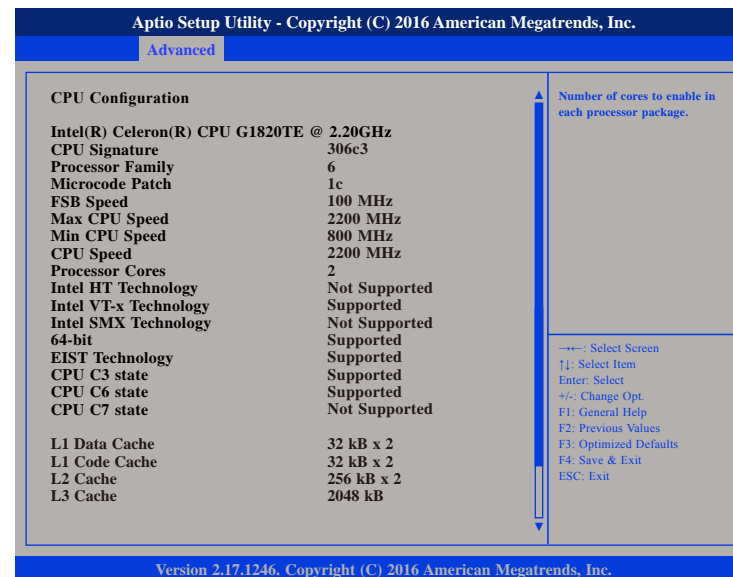 Aptio Setup Utility - Copyright (C) 2016 American Megatrends, Inc.
Advanced
CPU Configuration
Intel(R) Celeron(R) CPU G1820TE @ 2.20GHz
CPU Signature 306c3
Processor Family 6
Microcode Patch 1c
FSB Speed 100 MHz
Max CPU Speed 2200 MHz
Min CPU Speed 800 MHz
CPU Speed 2200 MHz
Processor Cores 2
Intel HT Technology Not Supported
Intel VT-x Technology Supported
Intel SMX Technology Not Supported
64-bit Supported
EIST Technology Supported
CPU C3 state Supported
CPU C6 state Supported
CPU C7 state Not Supported
L1 Data Cache 32 kB x 2
L1 Code Cache 32 kB x 2
L2 Cache 256 kB x 2
L3 Cache 2048 kB
Number of cores to enable in
each processor package.
→←: Select Screen
↑↓: Select Item
Enter: Select
+/-: Change Opt.
F1: General Help
F2: Previous Values
F3: Optimized Defaults
F4: Save & Exit
ESC: Exit
Version 2.17.1246. Copyright (C) 2016 American Megatrends, Inc.